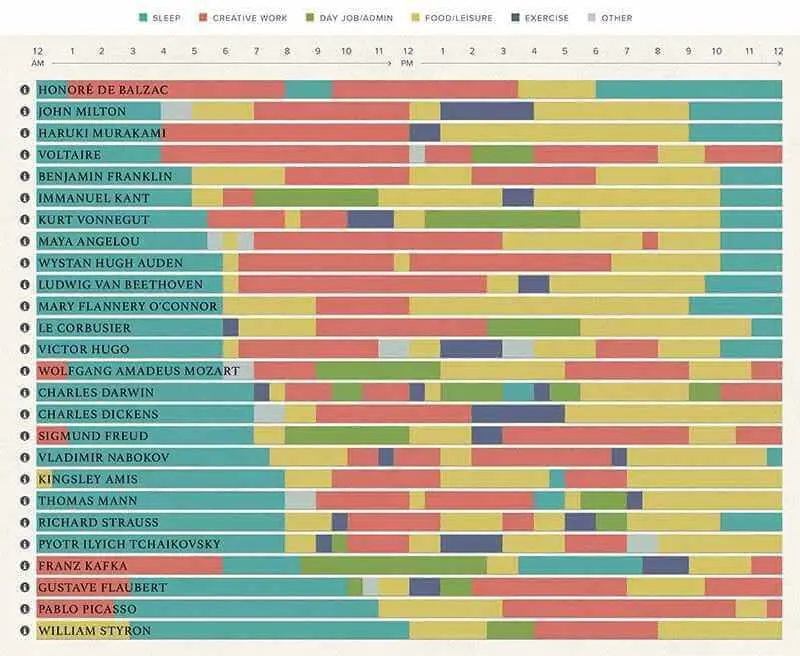 SLEEP CREATIVE WORK DAY JOB/ADMIN FOOD/LEISURE EXERCISE OTHER
12 1 2 3 4 5 6 7 8 9 10 11 12 1 2 3 4 5 6 7 8 9 10 11 12
AM PM
HONORÉ DE BALZAC
JOHN MILTON
HARUKI MURAKAMI
VOLTAIRE
BENJAMIN FRANKLIN
IMMANUEL KANT
KURT VONNEGUT
MAYA ANGELOU
WYSTAN HUGH AUDEN
LUDWIG VAN BEETHOVEN
MARY FLANNERY O'CONNOR
LE CORBUSIER
VICTOR HUGO
WOLFGANG AMADEUS MOZART
CHARLES DARWIN
CHARLES DICKENS
SIGMUND FREUD
VLADIMIR NABOKOV
KINGSLEY AMIS
THOMAS MANN
RICHARD STRAUSS
PYOTR ILYICH TCHAIKOVSKY
FRANZ KAFKA
GUSTAVE FLAUBERT
PABLO PICASSO
WILLIAM STYRON